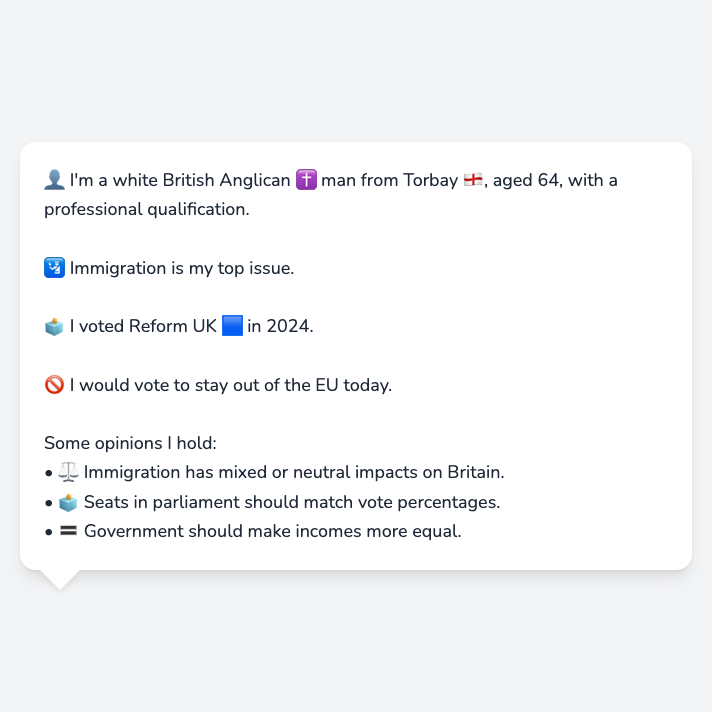 👤 I'm a white British Anglican ✝️ man from Torbay 🏴󠁧󠁢󠁥󠁮󠁧󠁿, aged 64, with a
professional qualification.
🛂 Immigration is my top issue.
🗳️ I voted Reform UK 🟦 in 2024.
🚫 I would vote to stay out of the EU today.
Some opinions I hold:
• ⚖️ Immigration has mixed or neutral impacts on Britain.
• 🗳️ Seats in parliament should match vote percentages.
• 🟰 Government should make incomes more equal.